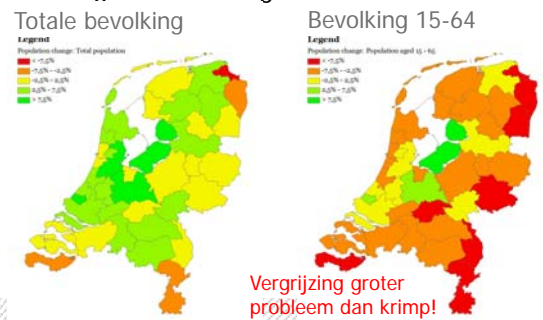 Totale bevolking
Legend
Population change: Total population
< -7,5%
-7,5% - -2,5%
-2,5% - 2,5%
2,5% - 7,5%
> 7,5%
Bevolking 15-64
Legend
Population change: Population aged 15 - 65
< -7,5%
-7,5% - -2,5%
-2,5% - 2,5%
2,5% - 7,5%
> 7,5%
Vergrijzing groter
probleem dan krimp!